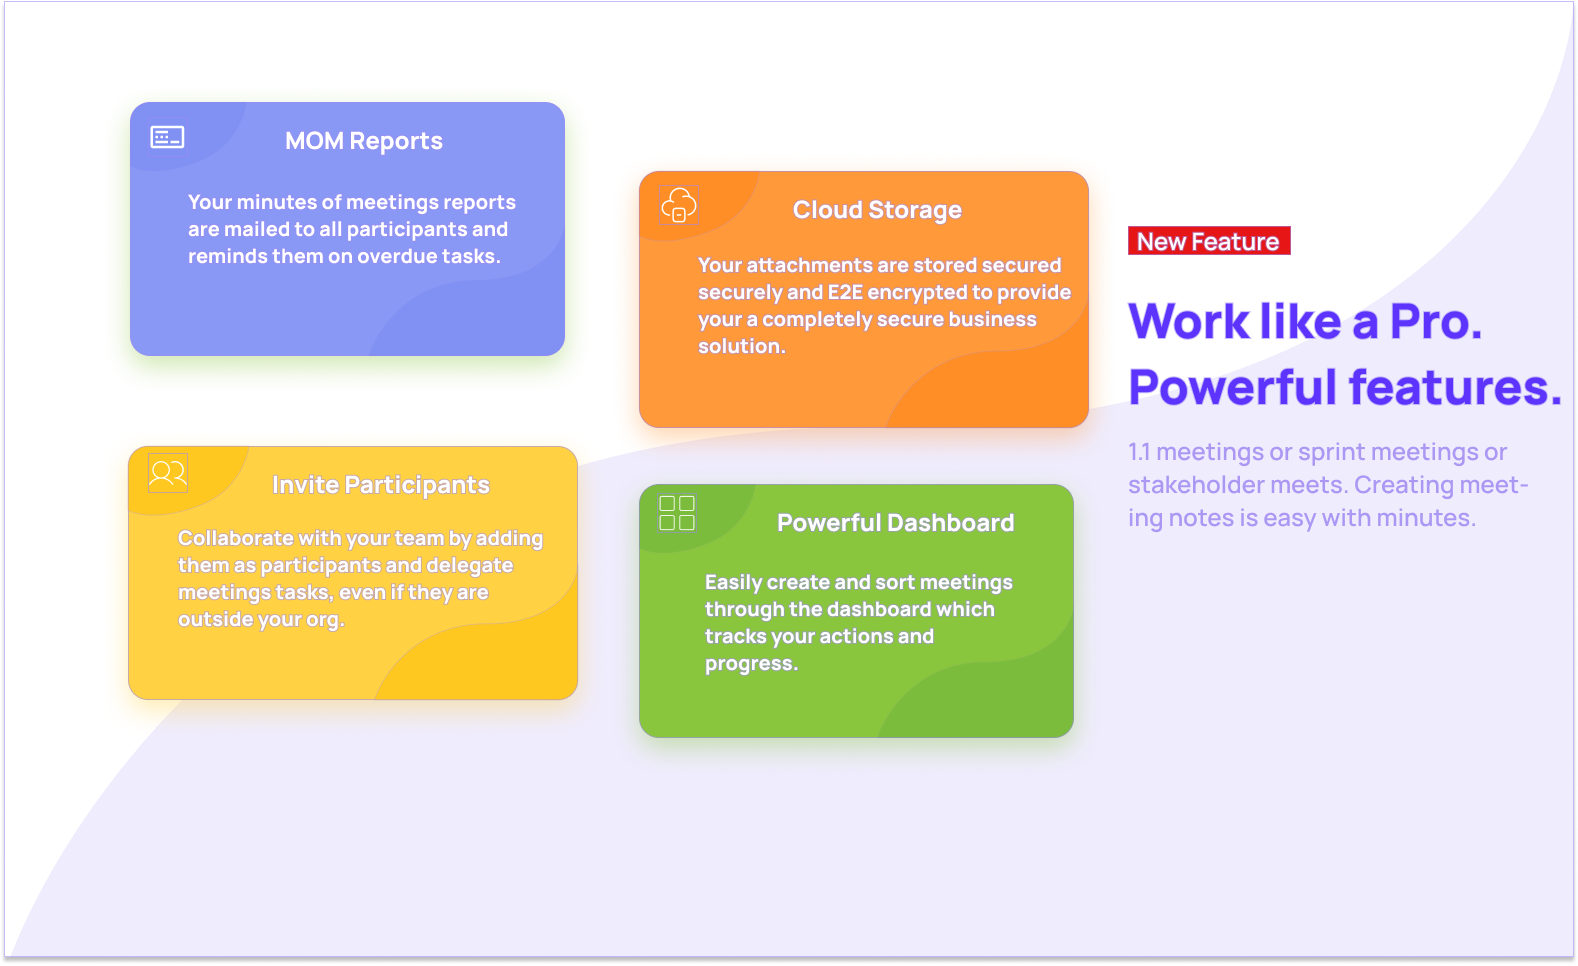 MOM Reports
Your minutes of meetings reports
are mailed to all participants and
reminds them on overdue tasks.
Cloud Storage
Your attachments are stored secured
securely and E2E encrypted to provide
your a completely secure business
solution.
Invite Participants
Collaborate with your team by adding
them as participants and delegate
meetings tasks, even if they are
outside your org.
Powerful Dashboard
Easily create and sort meetings
through the dashboard which
tracks your actions and
progress.
New Feature
Work like a Pro.
Powerful features.
1.1 meetings or sprint meetings or
stakeholder meets. Creating meet-
ing notes is easy with minutes.